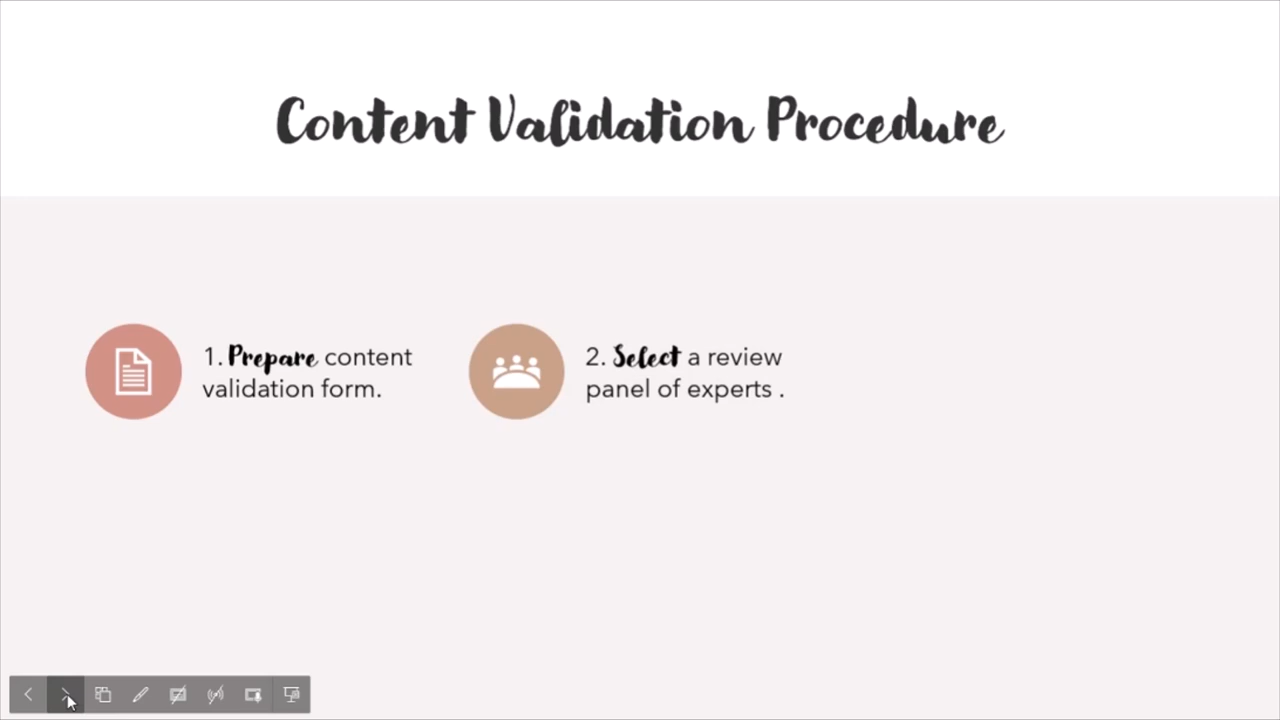 Content Validation Procedure
1. Prepare content
validation form.
2. Select a review
panel of experts .